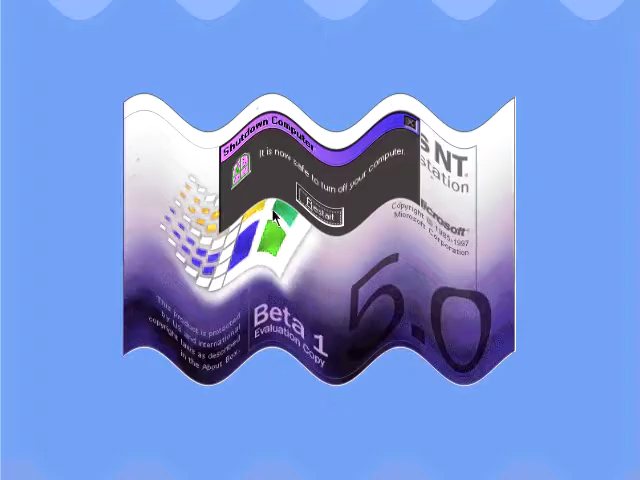 Shutdown Computer
It is now safe to turn off your computer.
Restart
s NT
station
Microsoft
Copyright © 1985-1997
Microsoft Corporation
5.0
Beta 1
Evaluation Copy
This product is protected
by US and international
copyright laws as described
in the About Box.